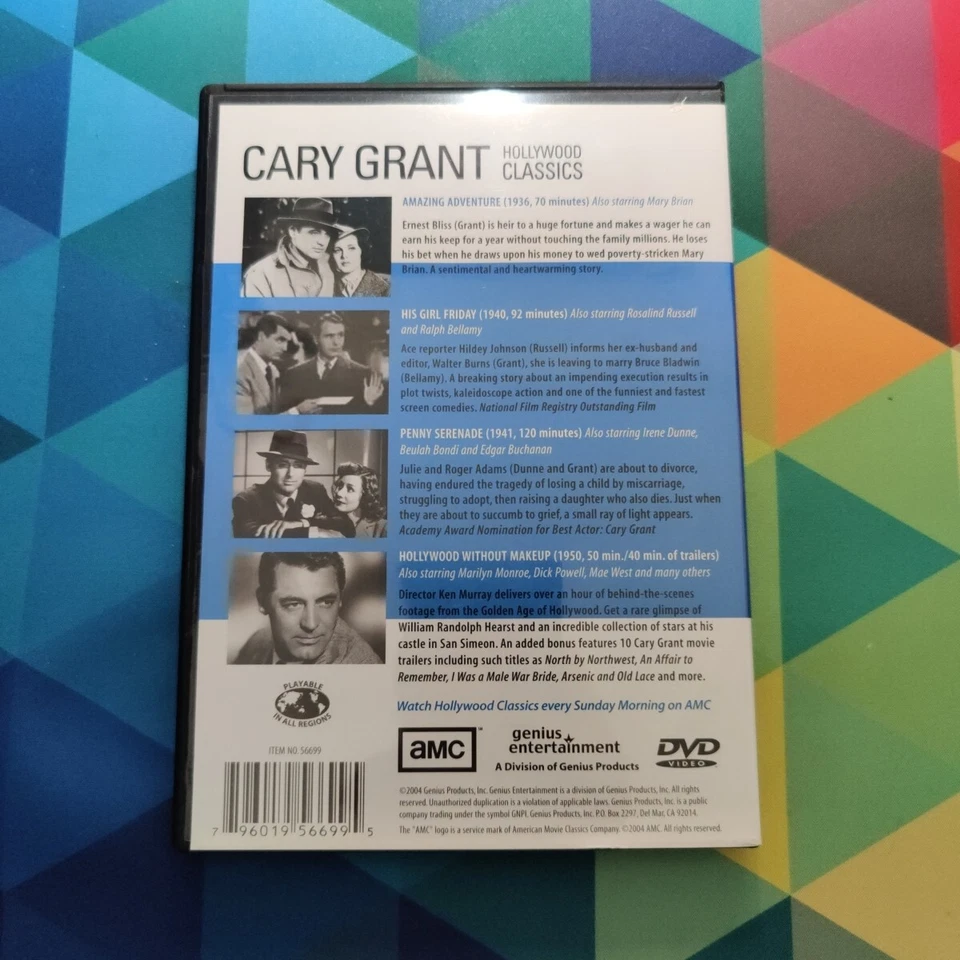 CARY GRANT HOLLYWOOD CLASSICS
AMAZING ADVENTURE (1936, 70 minutes) Also starring Mary Brian
Ernest Bliss (Grant) is heir to a huge fortune and makes a wager he can
earn his keep for a year without touching the family millions. He loses
his bet when he draws upon his money to wed poverty-stricken Mary
Brian. A sentimental and heartwarming story.
HIS GIRL FRIDAY (1940, 92 minutes) Also starring Rosalind Russell
and Ralph Bellamy
Ace reporter Hildey Johnson (Russell) informs her ex-husband and
editor, Walter Burns (Grant), she is leaving to marry Bruce Bladwin
(Bellamy). A breaking story about an impending execution results in
plot twists, kaleidoscope action and one of the funniest and fastest
screen comedies. National Film Registry Outstanding Film
PENNY SERENADE (1941, 120 minutes) Also starring Irene Dunne,
Beulah Bondi and Edgar Buchanan
Julie and Roger Adams (Dunne and Grant) are about to divorce,
having endured the tragedy of losing a child by miscarriage,
struggling to adopt, then raising a daughter who also dies. Just when
they are about to succumb to grief, a small ray of light appears.
Academy Award Nomination for Best Actor: Cary Grant
HOLLYWOOD WITHOUT MAKEUP (1950, 50 min./40 min. of trailers)
Also starring Marilyn Monroe, Dick Powell, Mae West and many others
Director Ken Murray delivers over an hour of behind-the-scenes
footage from the Golden Age of Hollywood. Get a rare glimpse of
William Randolph Hearst and an incredible collection of stars at his
castle in San Simeon. An added bonus features 10 Cary Grant movie
trailers including such titles as North by Northwest, An Affair to
Remember, I Was a Male War Bride, Arsenic and Old Lace and more.
PLAYABLE
IN ALL REGIONS
Watch Hollywood Classics every Sunday Morning on AMC
aMC™
genius
entertainment
A Division of Genius Products
DVD
VIDEO
ITEM NO. 56699
7 96019 56699 5
©2004 Genius Products, Inc. Genius Entertainment is a division of Genius Products, Inc. All rights
reserved. Unauthorized duplication is a violation of applicable laws. Genius Products, Inc. is a public
company trading under the symbol GNPI. Genius Products, Inc. P.O. Box 2297, Del Mar, CA 92014.
The "AMC" logo is a service mark of American Movie Classics Company. ©2004 AMC. All rights reserved.